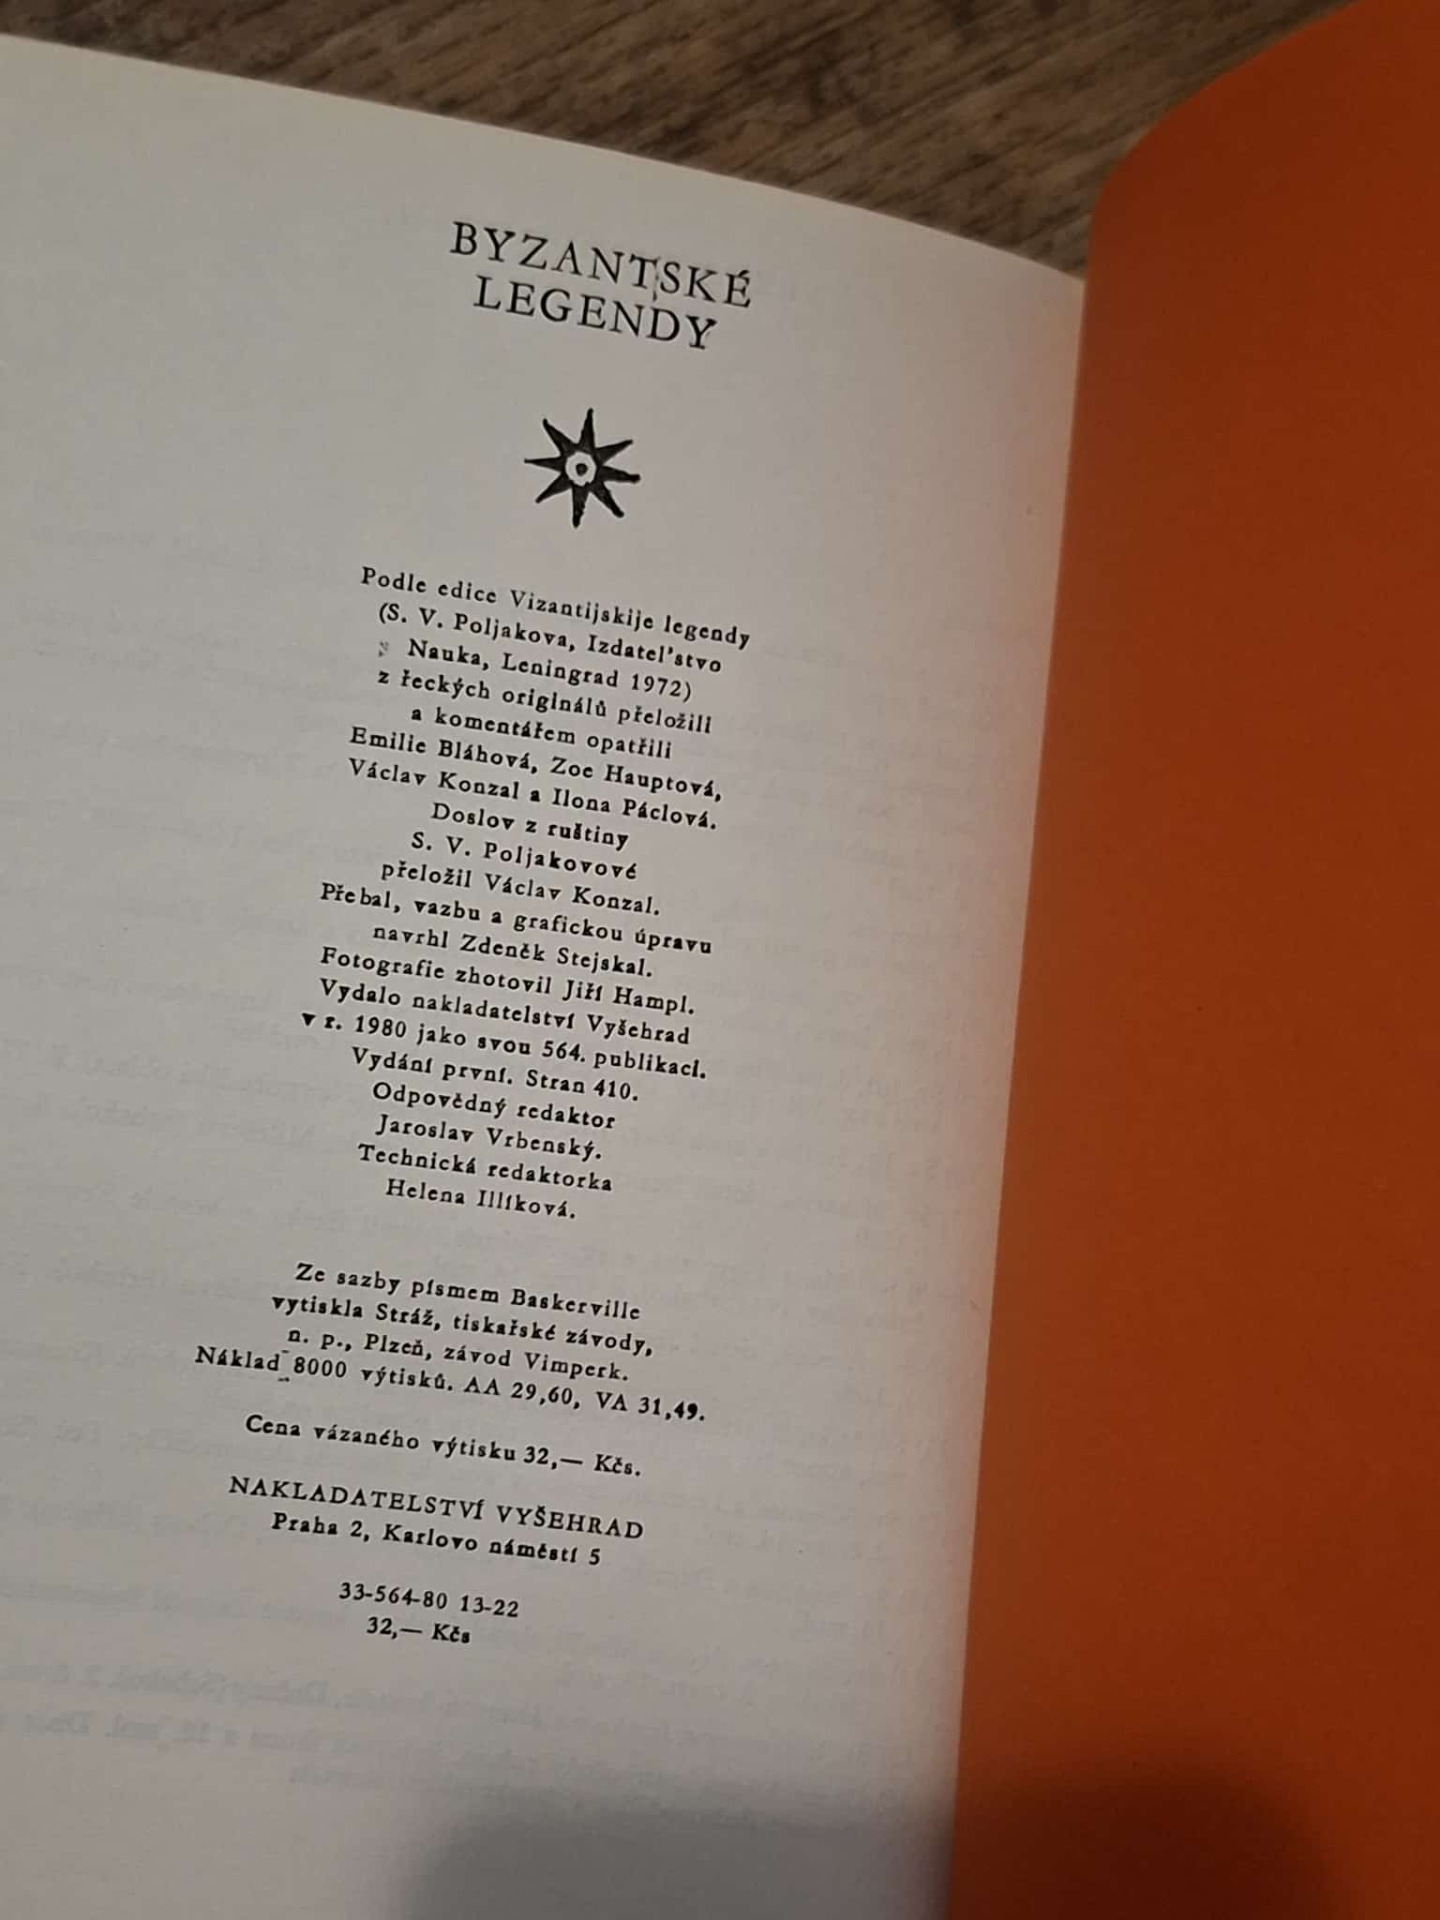 BYZANTSKÉ
LEGENDY
Podle edice Vizantijskije legendy
(S. V. Poljakova, Izdatel'stvo
Nauka, Leningrad 1972)
z řeckých originálů přeložili
a komentářem opatřili
Emilie Bláhová, Zoe Hauptová,
Václav Konzal a Ilona Páclová.
Doslov z ruštiny
S. V. Poljakovové
přeložil Václav Konzal.
Přebal, vazbu a grafickou úpravu
navrhl Zdeněk Stejskal.
Fotografie zhotovil Jiří Hampl.
Vydalo nakladatelství Vyšehrad
v r. 1980 jako svou 564. publikaci.
Vydání první. Stran 410.
Odpovědný redaktor
Jaroslav Vrbenský.
Technická redaktorka
Helena Illíková.
Ze sazby písmem Baskerville
vytiskla Stráž, tiskařské závody,
n. p., Plzeň, závod Vimperk.
Náklad 8000 výtisků. AA 29,60, VA 31,49.
Cena vázaného výtisku 32,— Kčs.
NAKLADATELSTVÍ VYŠEHRAD
Praha 2, Karlovo náměstí 5
33-564-80 13-22
32,— Kčs